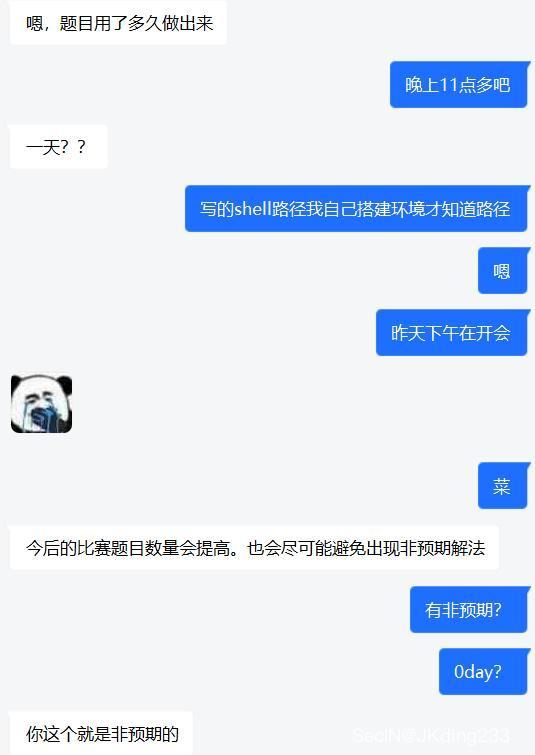 嗯，题目用了多久做出来
晚上11点多吧
一天？？
写的shell路径我自己搭建环境才知道路径
嗯
昨天下午在开会
菜
今后的比赛题目数量会提高。也会尽可能避免出现非预期解法
有非预期？
0day？
你这个就是非预期的
SecIN@JKding233